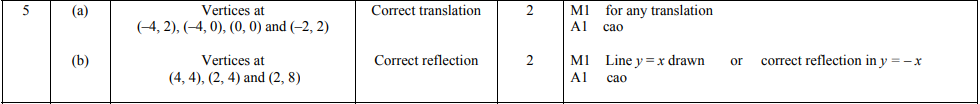 5 (a) Vertices at Correct translation 2 M1 for any translation
(–4, 2), (–4, 0), (0, 0) and (–2, 2) A1 cao
(b) Vertices at Correct reflection 2 M1 Line y = x drawn or correct reflection in y = – x
(4, 4), (2, 4) and (2, 8) A1 cao